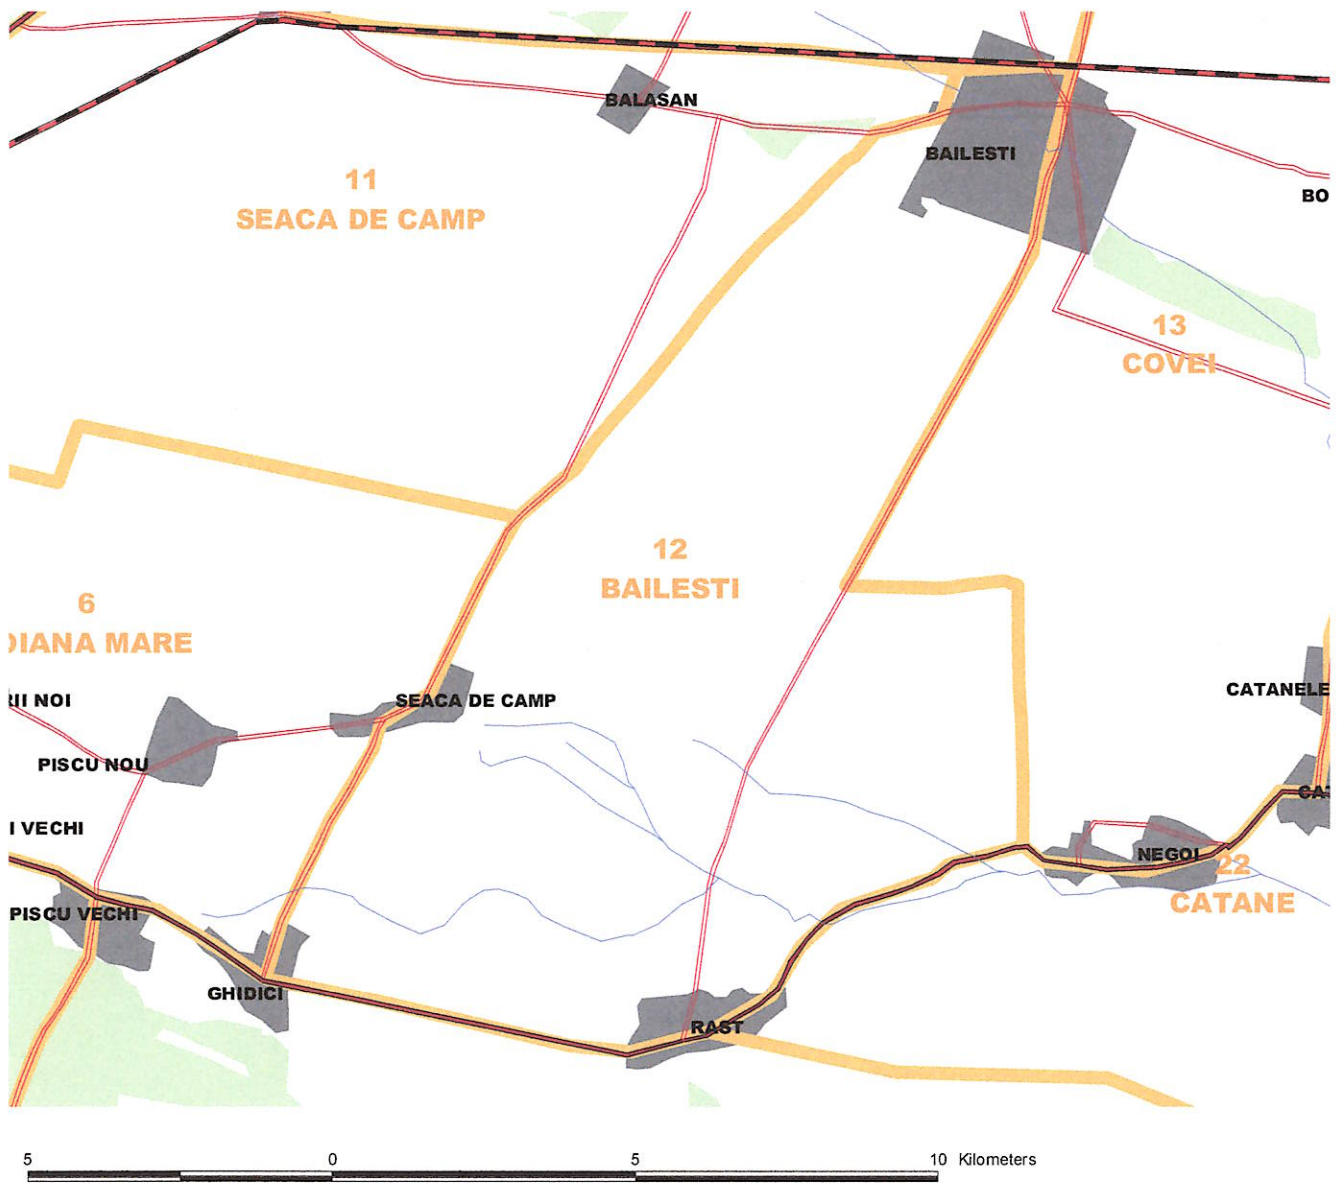 BALASAN
BAILESTI
11
SEACA DE CAMP
BO
13
COVEI
12
BAILESTI
6
DIANA MARE
RII NOI
SEACA DE CAMP
CATANELE
PISCU NOU
CA
I VECHI
NEGOI
22
CATANE
PISCU VECHI
GHIDICI
RAST
5 0 5 10 Kilometers